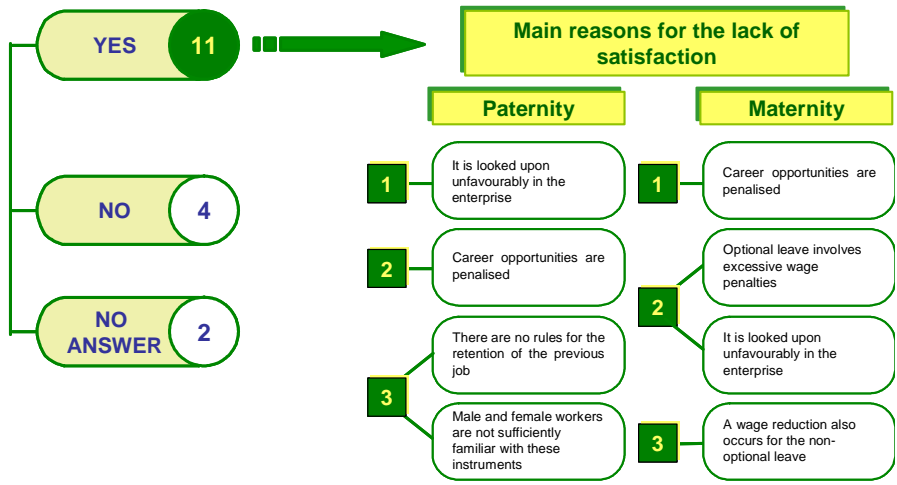 YES
11
NO
4
NO
ANSWER
2
Main reasons for the lack of
satisfaction
Paternity
1
It is looked upon
unfavourably in the
enterprise
2
Career opportunities are
penalised
3
There are no rules for the
retention of the previous
job
Male and female workers
are not sufficiently
familiar with these
instruments
Maternity
1
Career opportunities are
penalised
2
Optional leave involves
excessive wage
penalties
It is looked upon
unfavourably in the
enterprise
3
A wage reduction also
occurs for the non-
optional leave